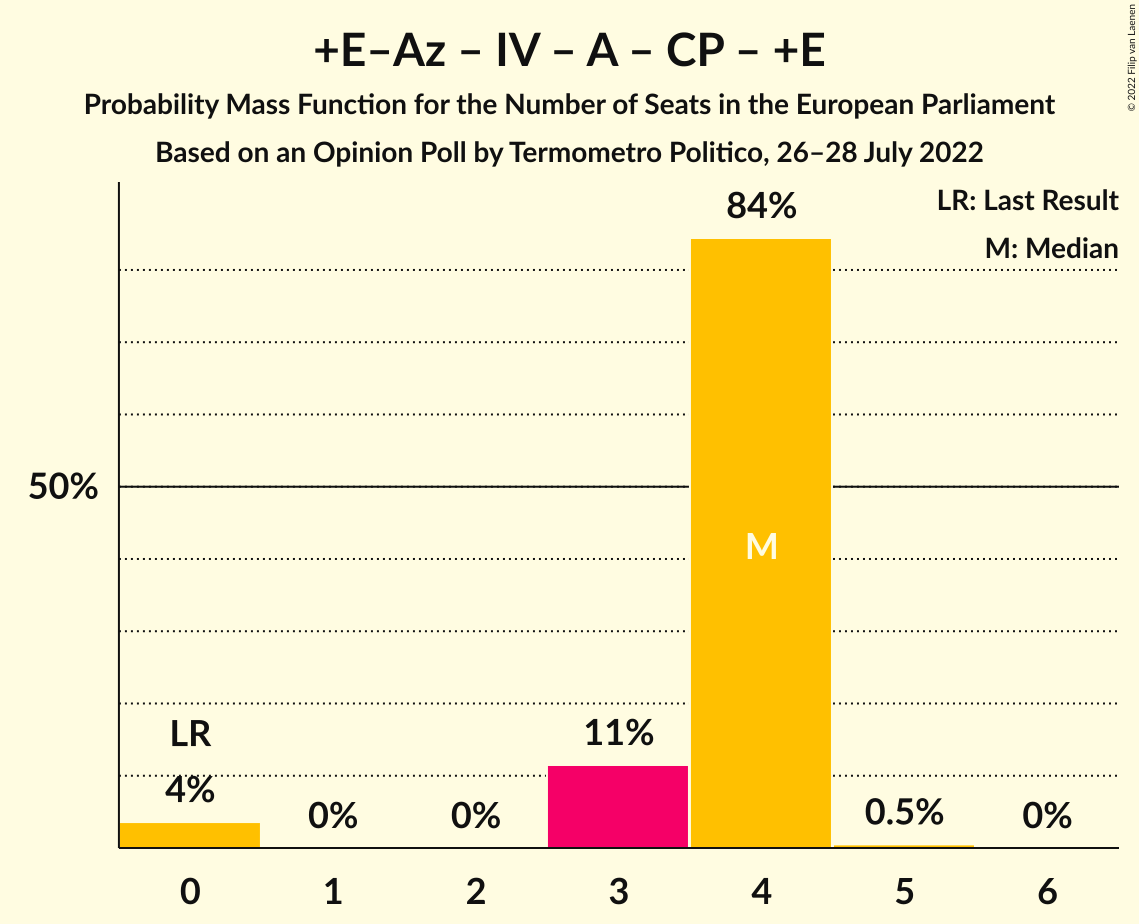 +E–Az – IV – A – CP – +E
Probability Mass Function for the Number of Seats in the European Parliament
Based on an Opinion Poll by Termometro Politico, 26–28 July 2022
© 2022 Filip van Laenen
LR: Last Result
M: Median
84%
50%
M
LR
4%
0%
0%
11%
0.5%
0%
0 1 2 3 4 5 6